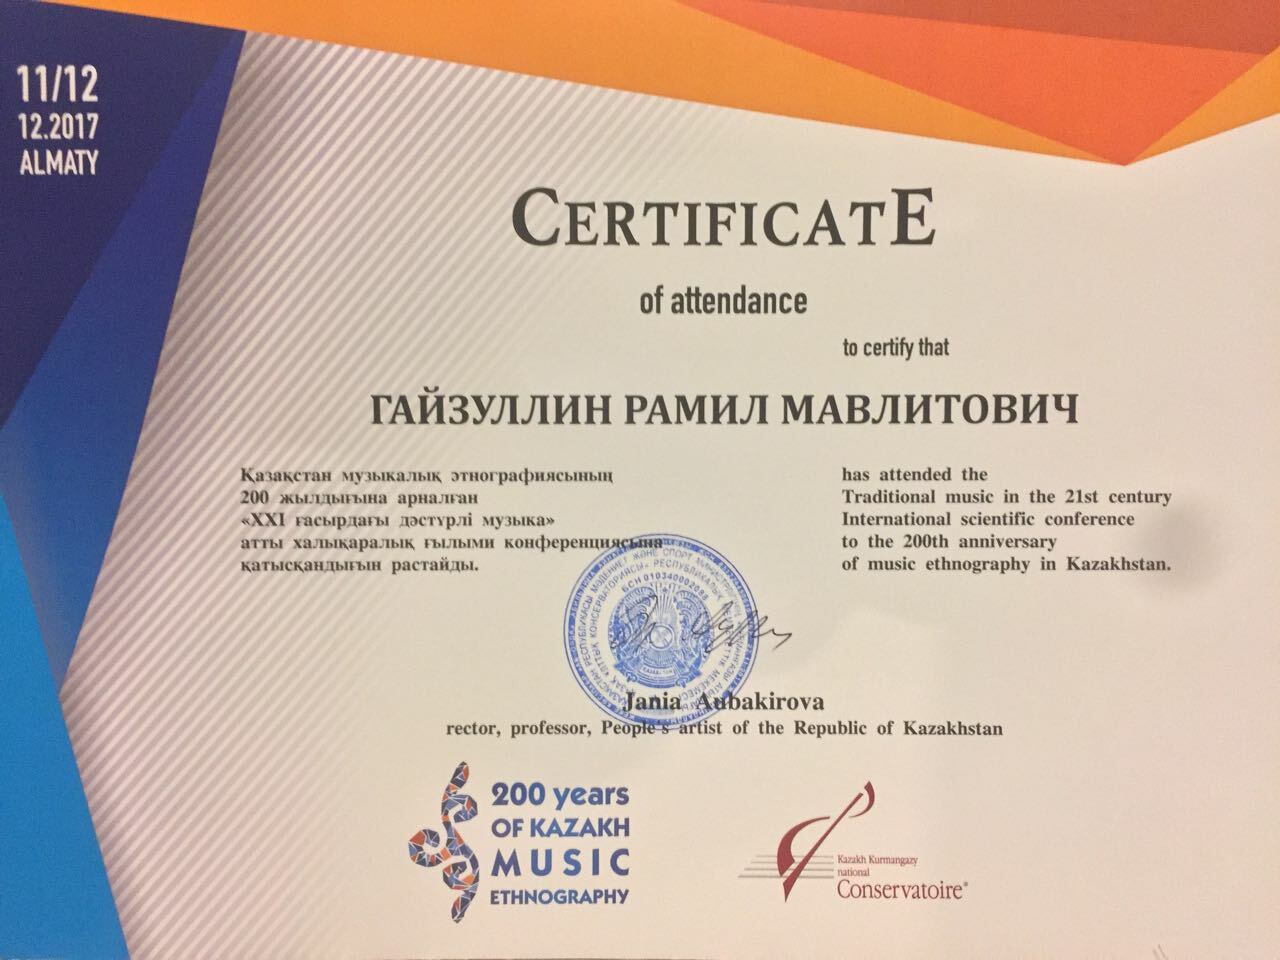 11/12
12.2017
ALMATY
CERTIFICATE
of attendance
to certify that
ГАЙЗУЛЛИН РАМИЛ МАВЛИТОВИЧ
Қазақстан музыкалық этнографиясының
200 жылдығына арналған
«XXI ғасырдағы дәстүрлі музыка»
атты халықаралық ғылыми конференциясына
қатысқандығын растайды.
has attended the
Traditional music in the 21st century
International scientific conference
to the 200th anniversary
of music ethnography in Kazakhstan.
БСН 010340002088
Jania Aubakirova
rector, professor, People's artist of the Republic of Kazakhstan
200 years
OF KAZAKH
MUSIC
ETHNOGRAPHY
Kazakh Kurmangazy
national
Conservatoire®